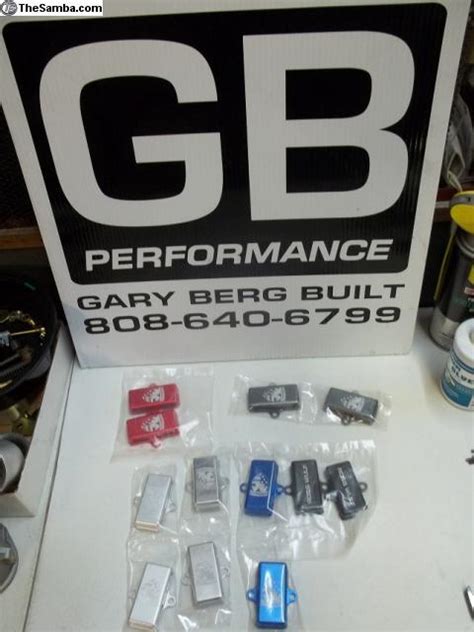 TheSamba.com
GB
PERFORMANCE
GARY BERG BUILT
808-640-6799